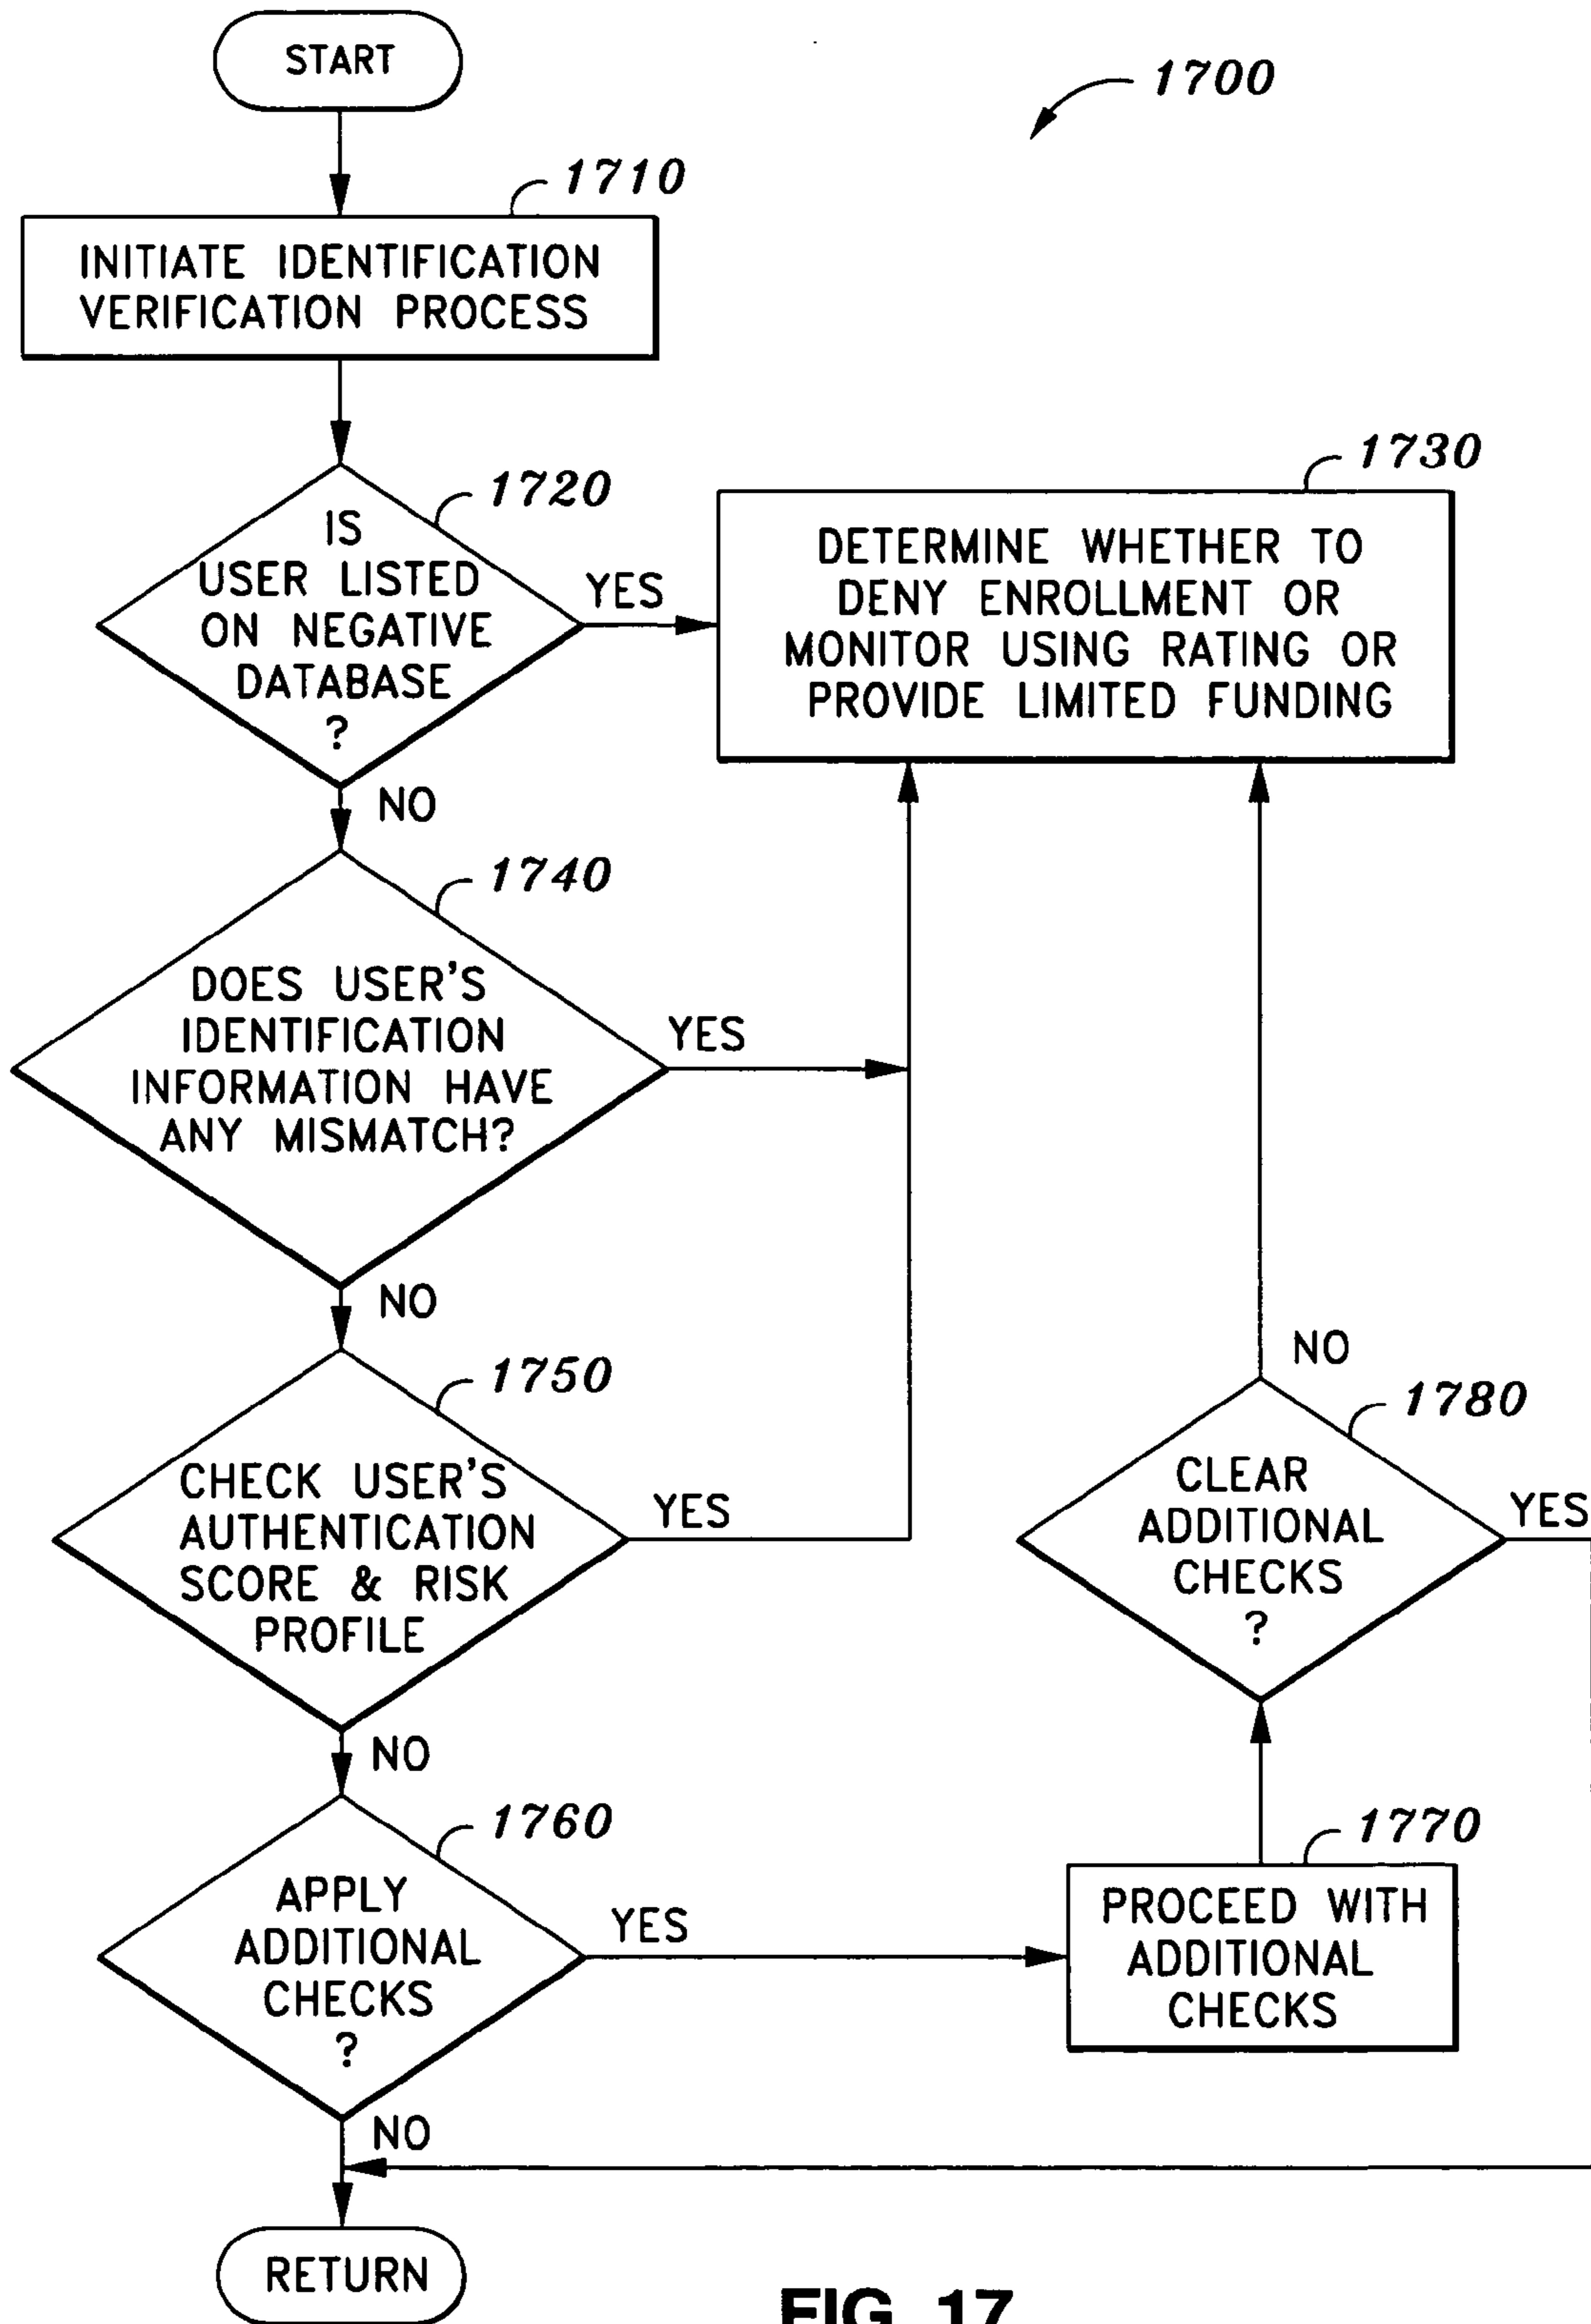 START
1700
1710
INITIATE IDENTIFICATION
VERIFICATION PROCESS
1720
IS
USER LISTED
ON NEGATIVE
DATABASE
?
YES
NO
1730
DETERMINE WHETHER TO
DENY ENROLLMENT OR
MONITOR USING RATING OR
PROVIDE LIMITED FUNDING
1740
DOES USER'S
IDENTIFICATION
INFORMATION HAVE
ANY MISMATCH?
YES
NO
1750
CHECK USER'S
AUTHENTICATION
SCORE & RISK
PROFILE
YES
NO
1760
APPLY
ADDITIONAL
CHECKS
?
YES
NO
1770
PROCEED WITH
ADDITIONAL
CHECKS
1780
CLEAR
ADDITIONAL
CHECKS
?
NO
YES
RETURN
FIG. 17